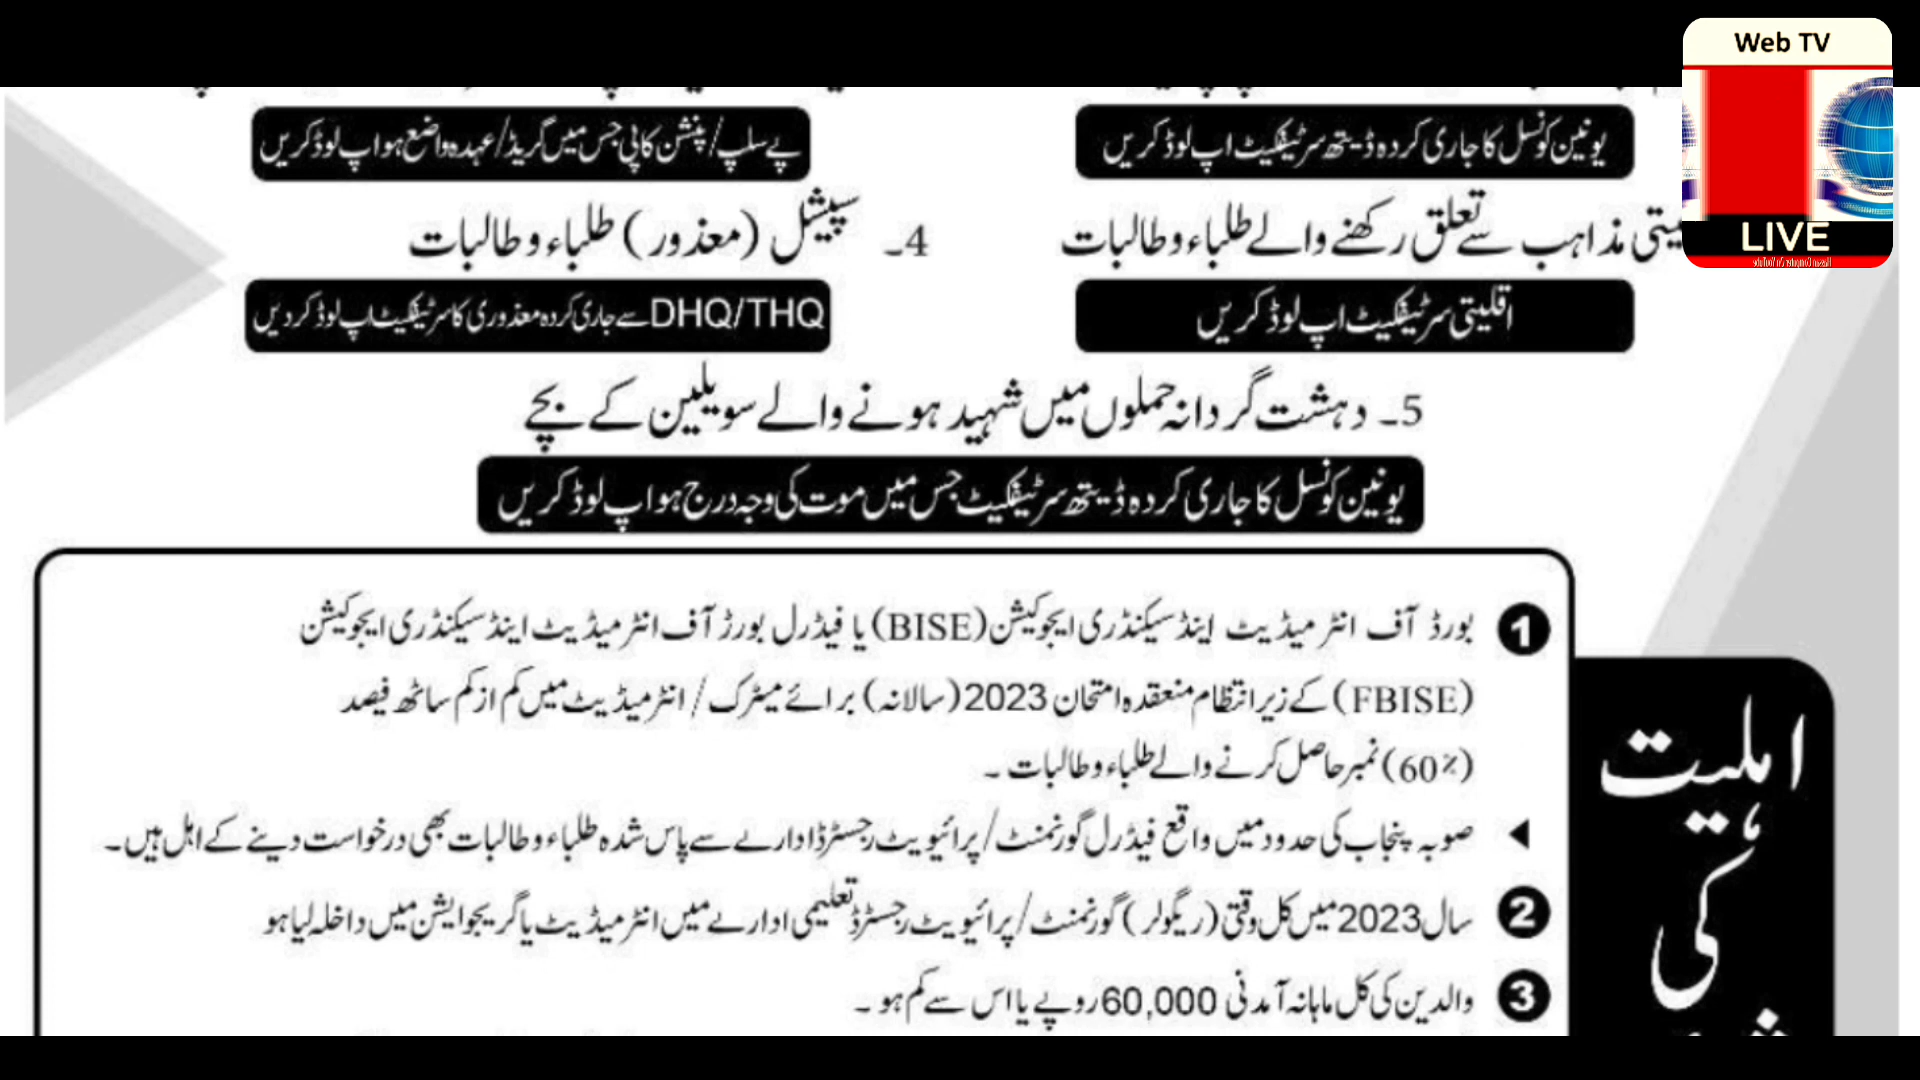 Web TV
یونین کونسل کا جاری کردہ ڈیتھ سرٹیفکیٹ اپ لوڈ کریں
پے سلپ/ پنشن کاپی جس میں گریڈ/عہدہ واضع ہو اپ لوڈ کریں
مذاہب سے تعلق رکھنے والے طلباء و طالبات
4۔ سپیشل (معذور) طلباء و طالبات
LIVE
اقلیتی سرٹیفکیٹ اپ لوڈ کریں
DHQ/THQ سے جاری کردہ معذوری کا سرٹیفکیٹ اپ لوڈ کر دیں
5۔ دہشت گردانہ حملوں میں شہید ہونے والے سویلین کے بچے
یونین کونسل کا جاری کردہ ڈیتھ سرٹیفکیٹ جس میں موت کی وجہ درج ہو اپ لوڈ کریں
1 بورڈ آف انٹرمیڈیٹ اینڈ سیکنڈری ایجوکیشن (BISE) یا فیڈرل بورڈ آف انٹرمیڈیٹ اینڈ سیکنڈری ایجوکیشن
(FBISE) کے زیر انتظام منعقدہ امتحان 2023 (سالانہ) برائے میٹرک / انٹرمیڈیٹ میں کم از کم ساٹھ فیصد
(60%) نمبر حاصل کرنے والے طلباء و طالبات ۔
صوبہ پنجاب کی حدود میں واقع فیڈرل گورنمنٹ/ پرائیویٹ رجسٹرڈ ادارے سے پاس شدہ طلباء و طالبات بھی درخواست دینے کے اہل ہیں۔
2 سال 2023 میں کل وقتی (ریگولر) گورنمنٹ/ پرائیویٹ رجسٹرڈ تعلیمی ادارے میں انٹرمیڈیٹ یا گریجوایشن میں داخلہ لیا ہو
3 والدین کی کل ماہانہ آمدنی 60,000 روپے یا اس سے کم ہو ۔
اہلیت
کی